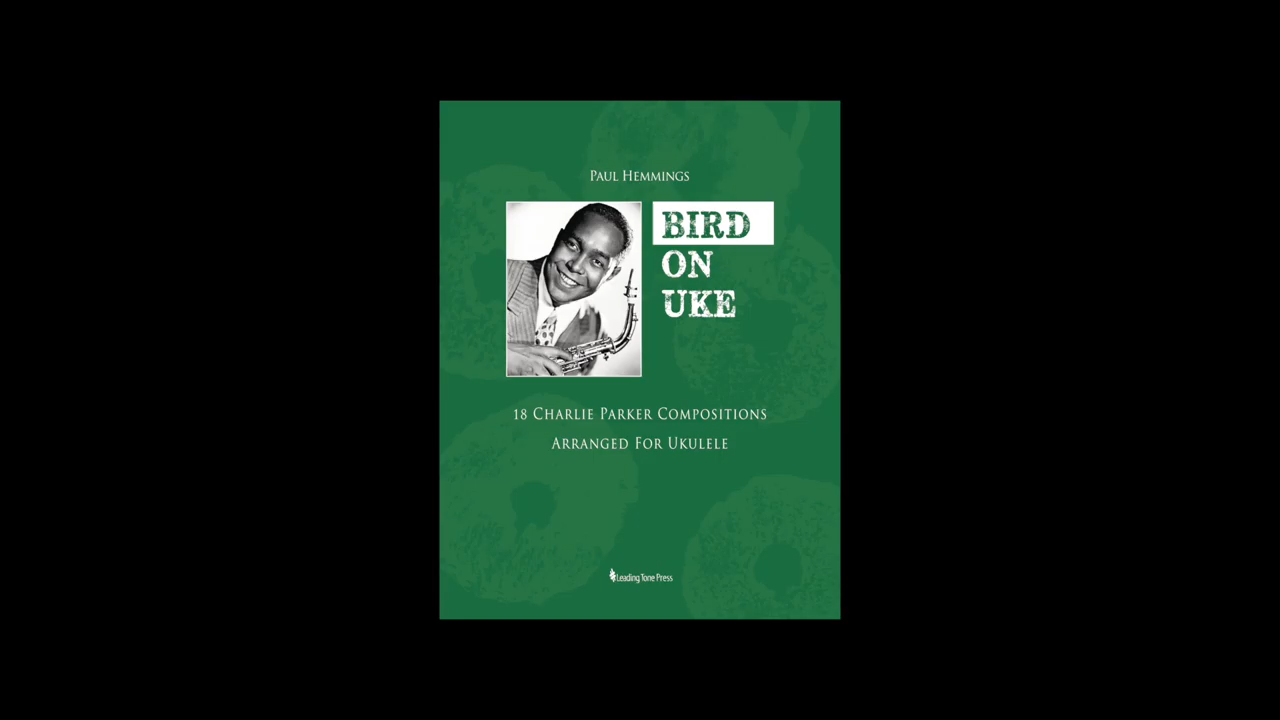 PAUL HEMMINGS
BIRD
ON
UKE
18 CHARLIE PARKER COMPOSITIONS
ARRANGED FOR UKULELE
Leading Tone Press